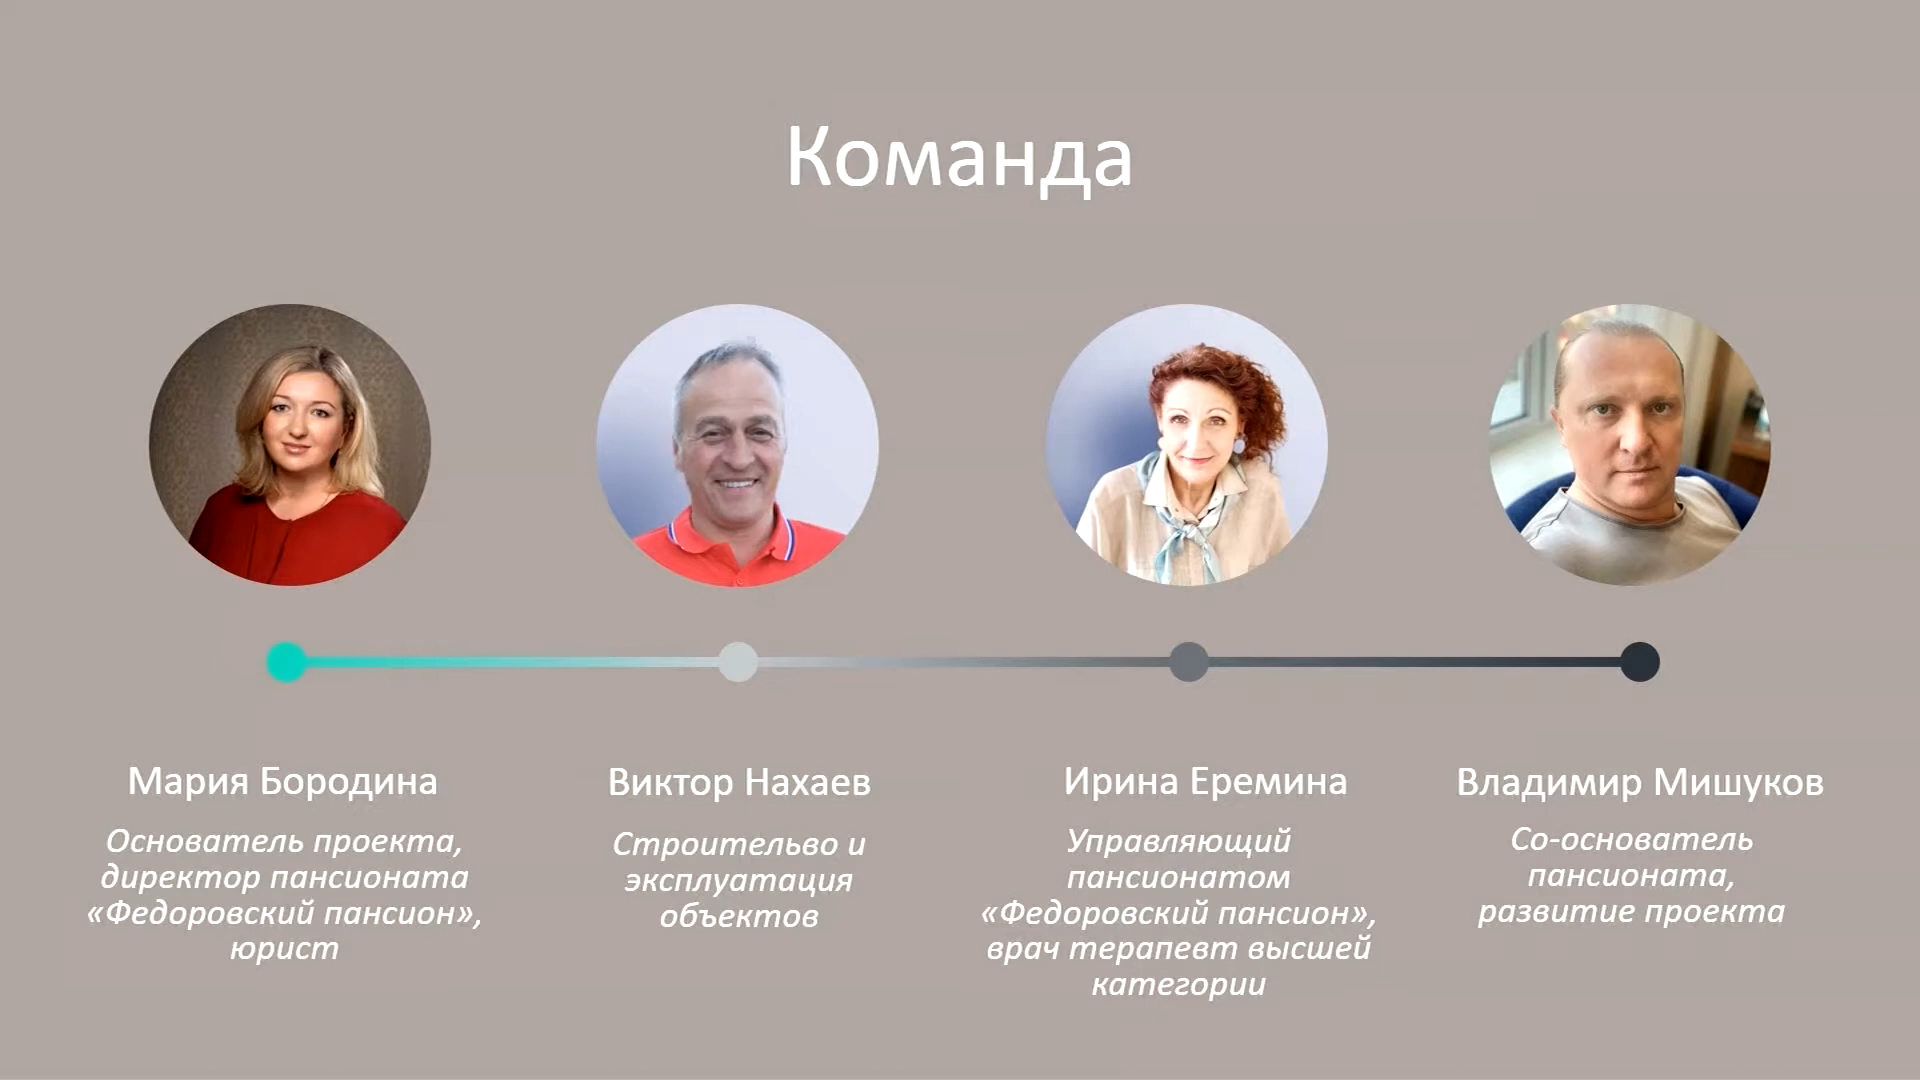 Команда
Мария Бородина
Основатель проекта,
директор пансионата
«Федоровский пансион»,
юрист
Виктор Нахаев
Строительво и
эксплуатация
объектов
Ирина Еремина
Управляющий
пансионатом
«Федоровский пансион»,
врач терапевт высшей
категории
Владимир Мишуков
Со-основатель
пансионата,
развитие проекта